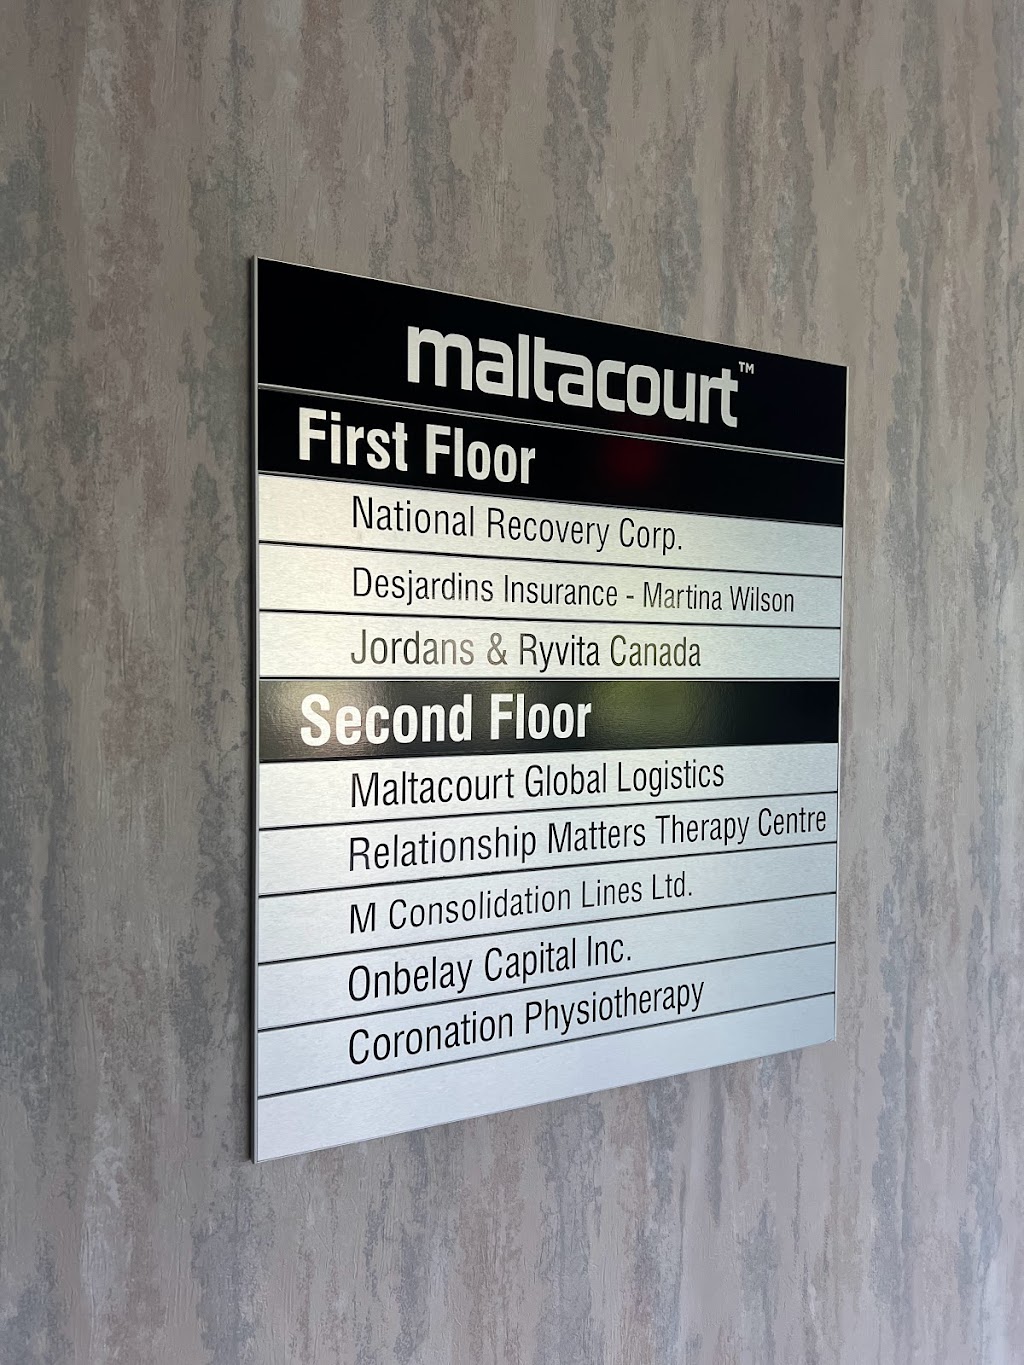 maltacourt™
First Floor
National Recovery Corp.
Desjardins Insurance - Martina Wilson
Jordans & Ryvita Canada
Second Floor
Maltacourt Global Logistics
Relationship Matters Therapy Centre
M Consolidation Lines Ltd.
Onbelay Capital Inc.
Coronation Physiotherapy